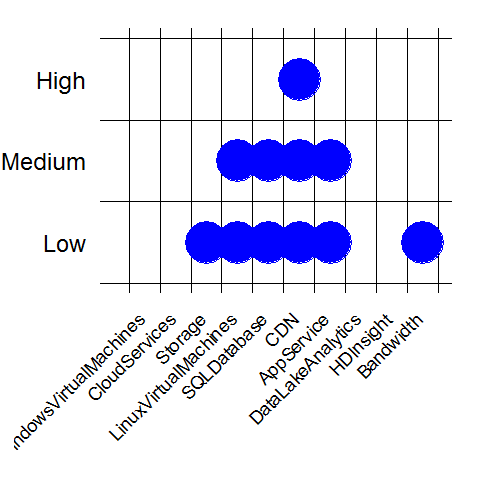 High
Medium
Low
ndowsVirtualMachines
CloudServices
Storage
LinuxVirtualMachines
SQLDatabase
CDN
AppService
DataLakeAnalytics
HDInsight
Bandwidth